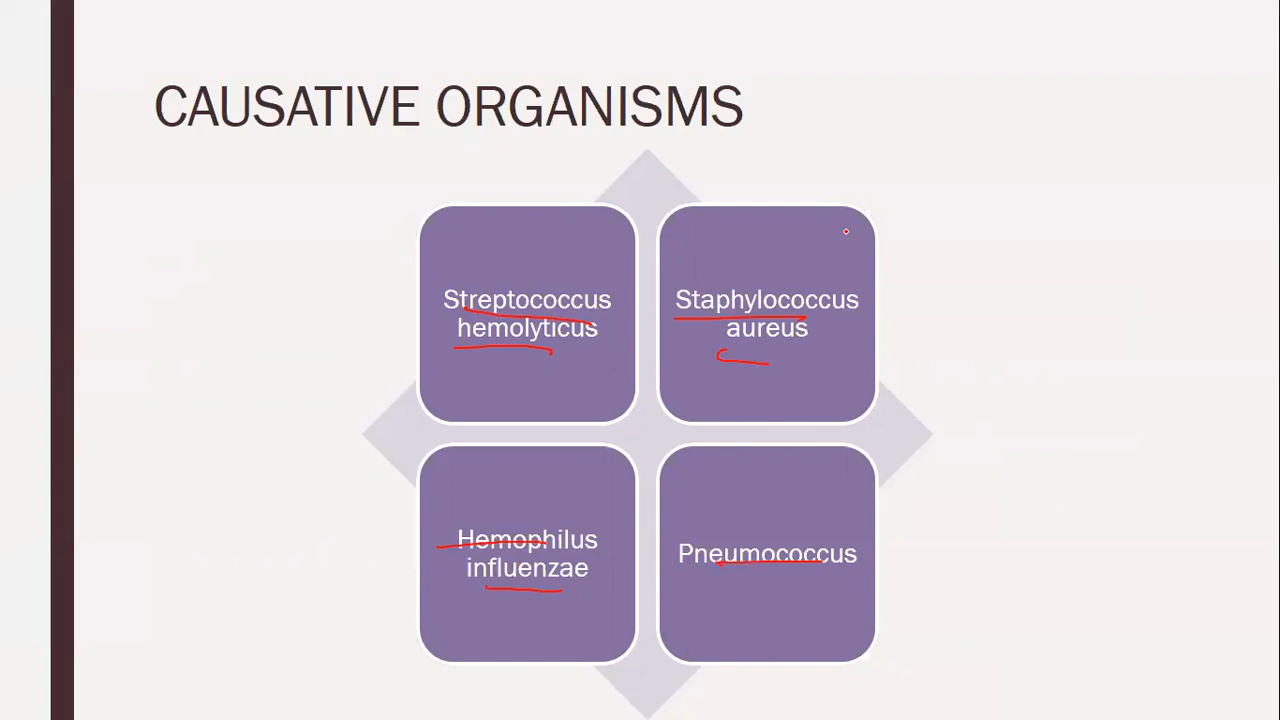 CAUSATIVE ORGANISMS
Streptococcus
hemolyticus
Staphylococcus
aureus
Hemophilus
influenzae
Pneumococcus